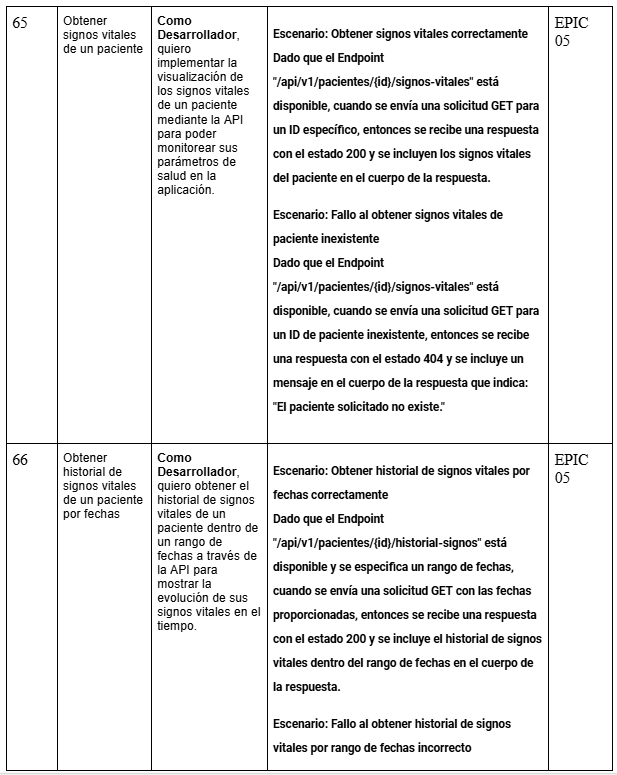 65
Obtener
signos vitales
de un paciente
Como
Desarrollador,
quiero
implementar la
visualización de
los signos vitales
de un paciente
mediante la API
para poder
monitorear sus
parámetros de
salud en la
aplicación.
Escenario: Obtener signos vitales correctamente
Dado que el Endpoint
"/api/v1/pacientes/{id}/signos-vitales" está
disponible, cuando se envía una solicitud GET para
un ID específico, entonces se recibe una respuesta
con el estado 200 y se incluyen los signos vitales
del paciente en el cuerpo de la respuesta.
Escenario: Fallo al obtener signos vitales de
paciente inexistente
Dado que el Endpoint
"/api/v1/pacientes/{id}/signos-vitales" está
disponible, cuando se envía una solicitud GET para
un ID de paciente inexistente, entonces se recibe
una respuesta con el estado 404 y se incluye un
mensaje en el cuerpo de la respuesta que indica:
"El paciente solicitado no existe."
EPIC
05
66
Obtener
historial de
signos vitales
de un paciente
por fechas
Como
Desarrollador,
quiero obtener el
historial de signos
vitales de un
paciente dentro de
un rango de
fechas a través de
la API para
mostrar la
evolución de sus
signos vitales en el
tiempo.
Escenario: Obtener historial de signos vitales por
fechas correctamente
Dado que el Endpoint
"/api/v1/pacientes/{id}/historial-signos" está
disponible y se especifica un rango de fechas,
cuando se envía una solicitud GET con las fechas
proporcionadas, entonces se recibe una respuesta
con el estado 200 y se incluye el historial de signos
vitales dentro del rango de fechas en el cuerpo de
la respuesta.
Escenario: Fallo al obtener historial de signos
vitales por rango de fechas incorrecto
EPIC
05